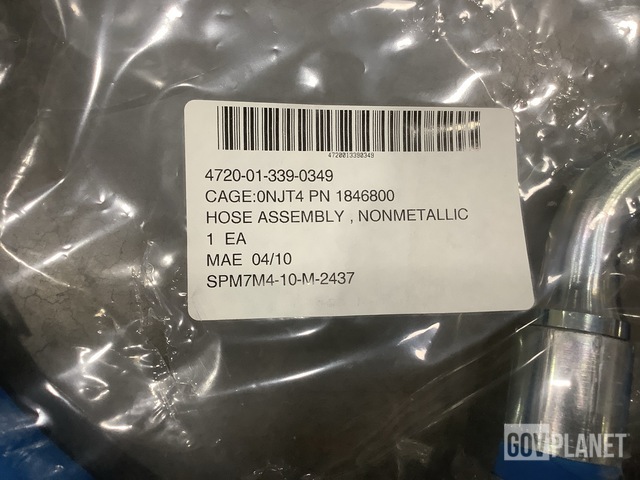 4720013390349
4720-01-339-0349
CAGE:0NJT4 PN 1846800
HOSE ASSEMBLY , NONMETALLIC
1 EA
MAE 04/10
SPM7M4-10-M-2437
GOVPLANET